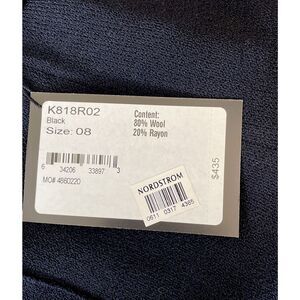 K818R02
Black
Size: 08
Content:
80% Wool
20% Rayon
6 34206 33897 3
MO# 4660220
$435
NORDSTROM
0611 0317 4365